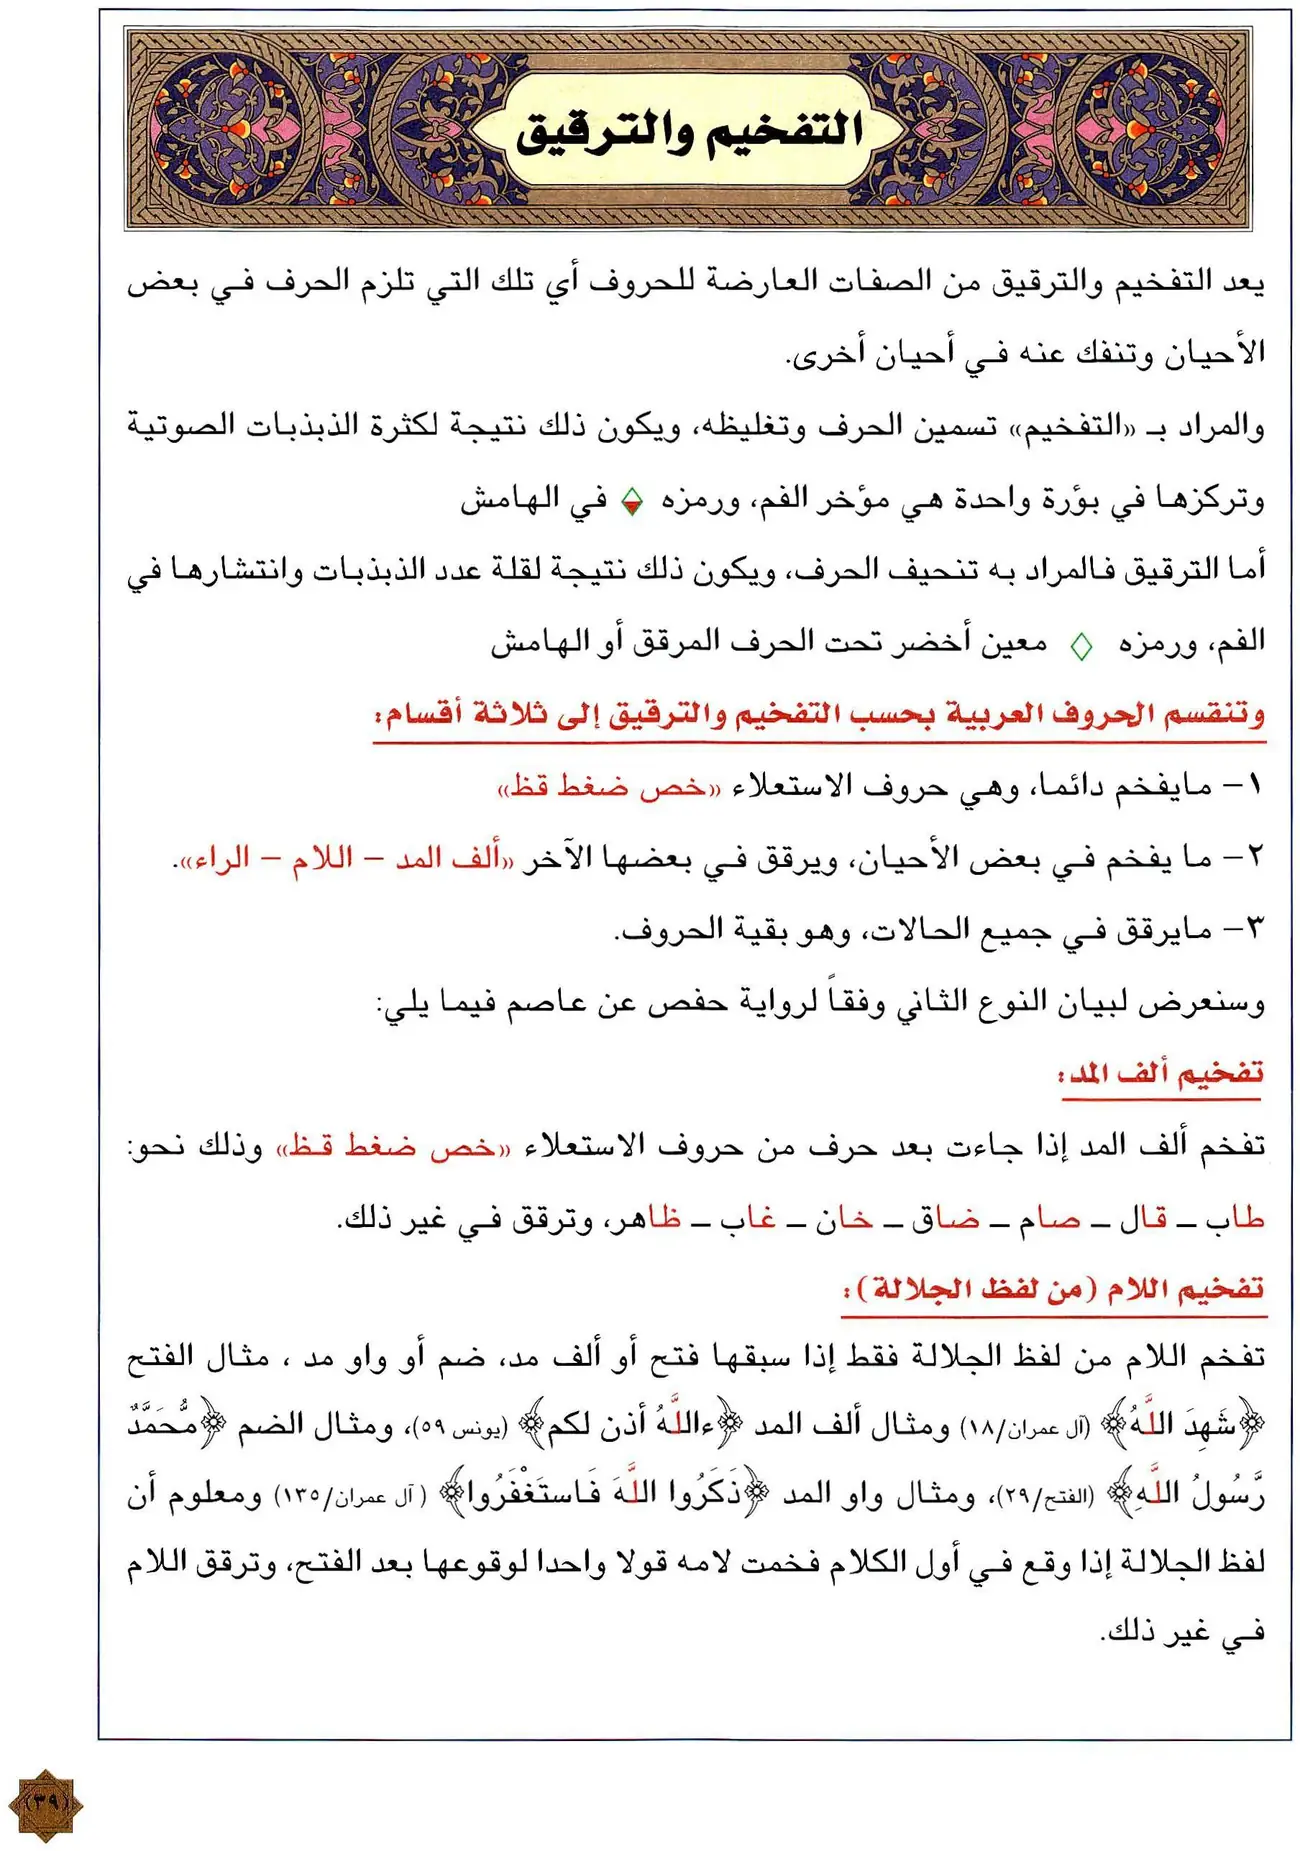 التفخيم والترقيق
يعد التفخيم والترقيق من الصفات العارضة للحروف أي تلك التي تلزم الحرف في بعض
الأحيان وتنفك عنه في أحيان أخرى.
والمراد بـ «التفخيم» تسمين الحرف وتغليظه، ويكون ذلك نتيجة لكثرة الذبذبات الصوتية
وتركزها في بؤرة واحدة هي مؤخر الفم، ورمزه في الهامش
أما الترقيق فالمراد به تنحيف الحرف، ويكون ذلك نتيجة لقلة عدد الذبذبات وانتشارها في
الفم، ورمزه معين أخضر تحت الحرف المرقق أو الهامش
وتنقسم الحروف العربية بحسب التفخيم والترقيق إلى ثلاثة أقسام:
١- مايفخم دائما، وهي حروف الاستعلاء «خص ضغط قظ»
٢- ما يفخم في بعض الأحيان، ويرقق في بعضها الآخر «ألف المد – اللام – الراء».
٣- مايرقق في جميع الحالات، وهو بقية الحروف.
وسنعرض لبيان النوع الثاني وفقاً لرواية حفص عن عاصم فيما يلي:
تفخيم ألف المد:
تفخم ألف المد إذا جاءت بعد حرف من حروف الاستعلاء «خص ضغط قظ» وذلك نحو:
طاب – قال – صام – ضاق – خان – غاب – ظاهر، وترقق في غير ذلك.
تفخيم اللام (من لفظ الجلالة):
تفخم اللام من لفظ الجلالة فقط إذا سبقها فتح أو ألف مد، ضم أو واو مد ، مثال الفتح
﴿شَهِدَ اللَّهُ﴾ (آل عمران/١٨) ومثال ألف المد ﴿ءاللَّهُ أذن لكم﴾ (يونس ٥٩)، ومثال الضم ﴿مُّحَمَّدٌ
رَّسُولُ اللَّهِ﴾ (الفتح/٢٩)، ومثال واو المد ﴿ذَكَرُوا اللَّهَ فَاستَغْفَرُوا﴾ ( آل عمران/١٣٥) ومعلوم أن
لفظ الجلالة إذا وقع في أول الكلام فخمت لامه قولا واحدا لوقوعها بعد الفتح، وترقق اللام
في غير ذلك.
(٣٩)